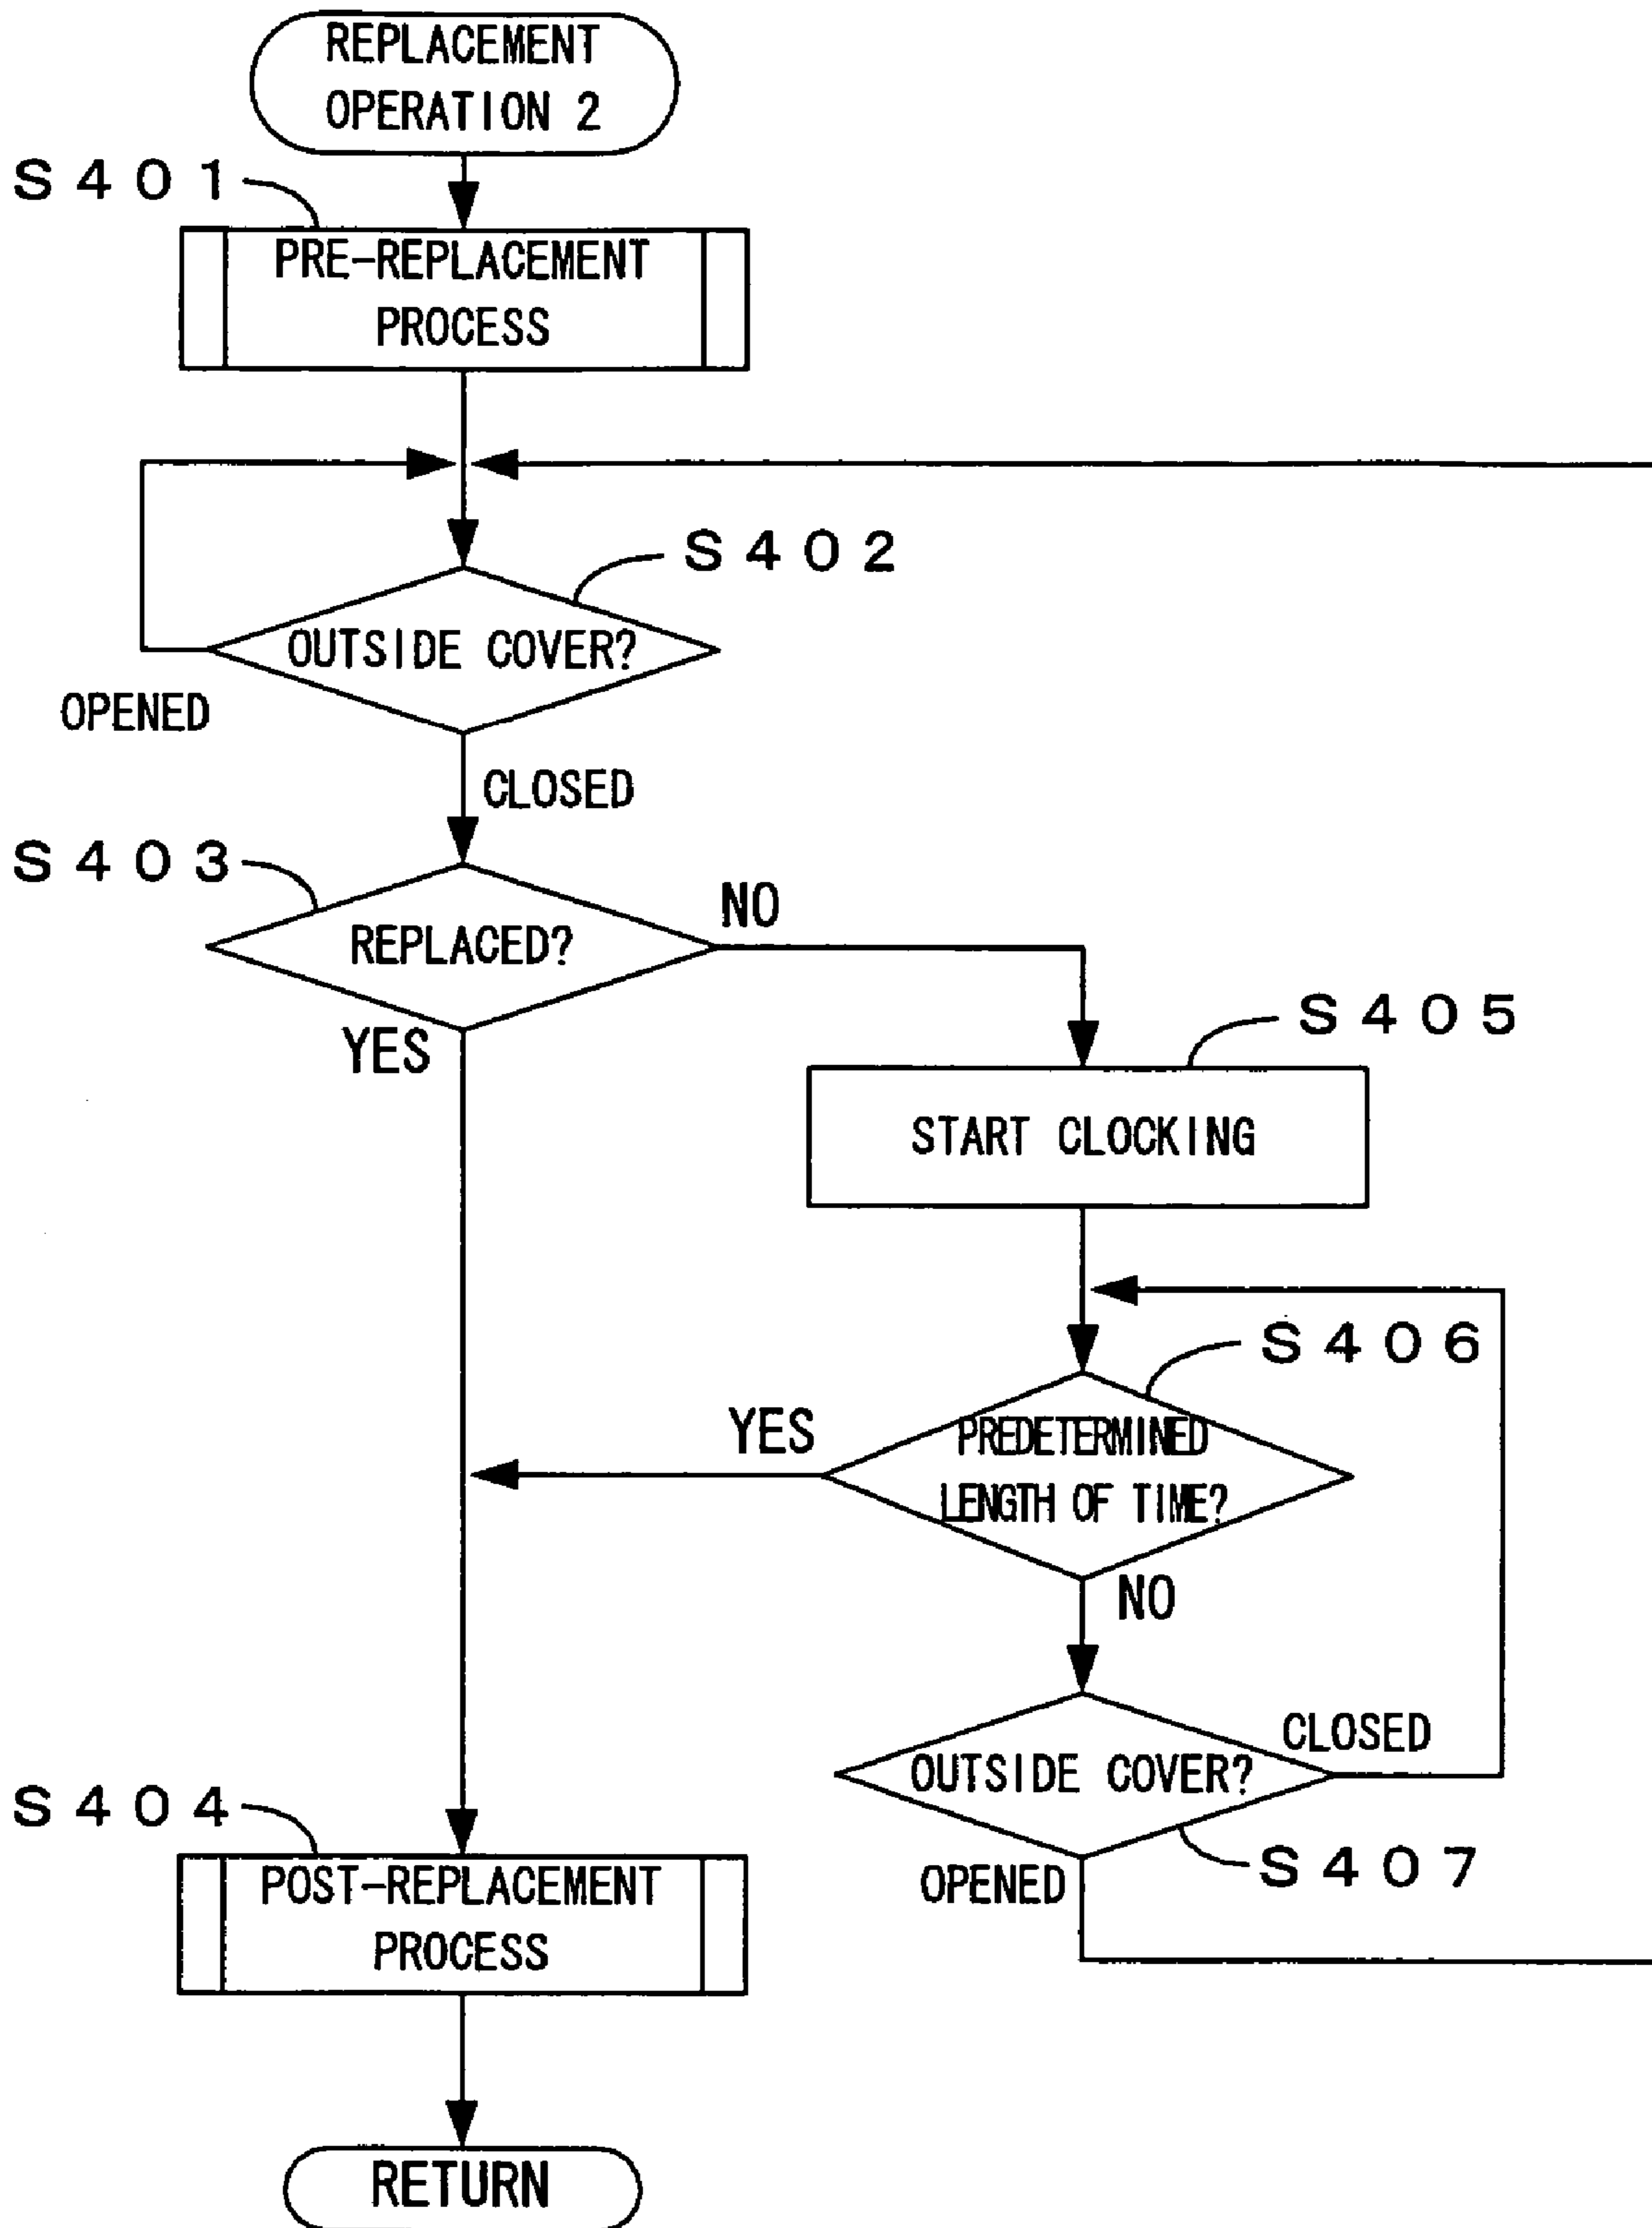 REPLACEMENT
OPERATION 2
S401
PRE-REPLACEMENT
PROCESS
S402
OUTSIDE COVER?
OPENED
CLOSED
S403
REPLACED?
NO
YES
S405
START CLOCKING
S406
PREDETERMINED
LENGTH OF TIME?
YES
NO
OUTSIDE COVER?
CLOSED
S407
OPENED
S404
POST-REPLACEMENT
PROCESS
RETURN